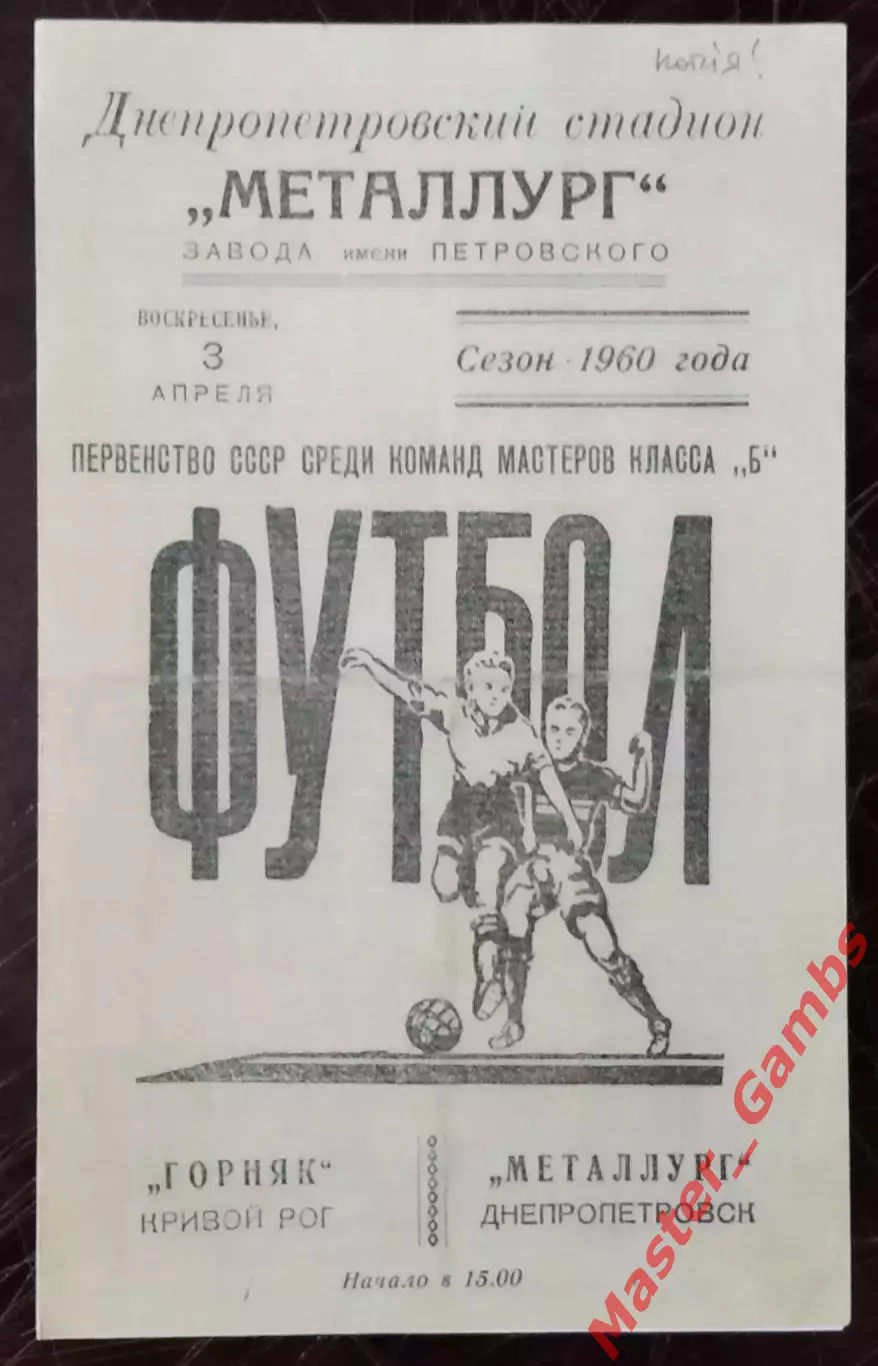 копія!
Днепропетровский стадион
„МЕТАЛЛУРГ“
ЗАВОДА имени ПЕТРОВСКОГО
ВОСКРЕСЕНЬЕ,
3
АПРЕЛЯ
Сезон 1960 года
ПЕРВЕНСТВО СССР СРЕДИ КОМАНД МАСТЕРОВ КЛАССА „Б“
ФУТБОЛ
„ГОРНЯК“
КРИВОЙ РОГ
„МЕТАЛЛУРГ“
ДНЕПРОПЕТРОВСК
Начало в 15.00
Master_Gambs